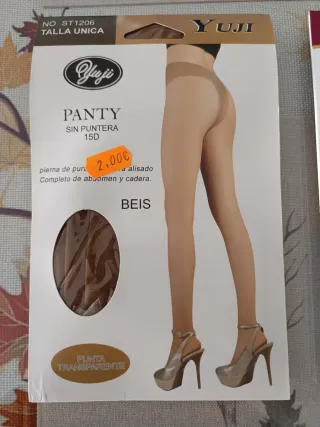 NO ST1206
TALLA UNICA
YUJI
Yuji
PANTY
SIN PUNTERA
15D
2,00€
pierna de alisado
Completo de abdomen y cadera.
BEIS
PUNTA
TRANSPARENTE